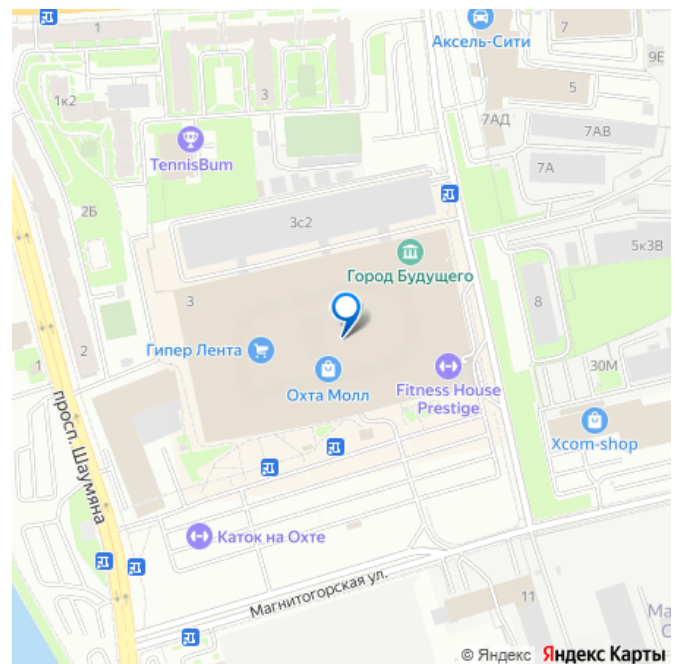 1
Аксель-Сити
7
9Е
1к2
3
5
7АД
7АВ
TennisBum
7А
2Б
3с2
5к3В
Город Будущего
3
8
Гипер Лента
1
2
Охта Молл
Fitness House
Prestige
30М
Xcom-shop
просп. Шаумяна
Каток на Охте
Магнитогорская ул.
11
Ма
С
© Яндекс Яндекс Карты